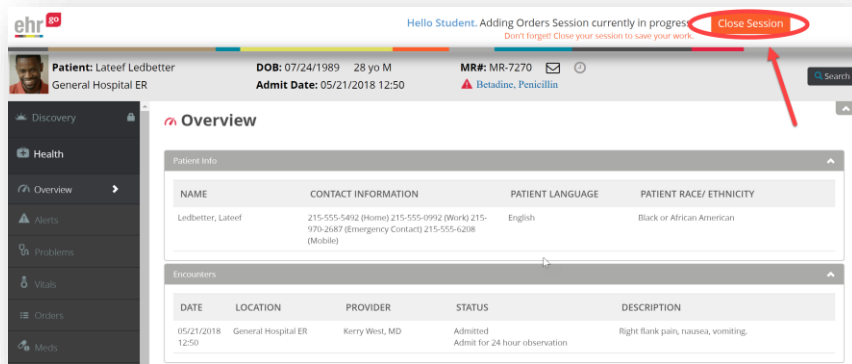 ehr go
Hello Student. Adding Orders Session currently in progress
Don't forget! Close your session to save your work.
Close Session
Patient: Lateef Ledbetter
General Hospital ER
DOB: 07/24/1989 28 yo M
Admit Date: 05/21/2018 12:50
MR#: MR-7270
Betadine, Penicillin
Search
Discovery
Health
Overview
Alerts
Problems
Vitals
Orders
Meds
Overview
Patient Info
NAME CONTACT INFORMATION PATIENT LANGUAGE PATIENT RACE/ ETHNICITY
Ledbetter, Lateef 215-555-5492 (Home) 215-555-0992 (Work) 215- English Black or African American
970-2687 (Emergency Contact) 215-555-6208
(Mobile)
Encounters
DATE LOCATION PROVIDER STATUS DESCRIPTION
05/21/2018 General Hospital ER Kerry West, MD Admitted Right flank pain, nausea, vomiting.
12:50 Admit for 24 hour observation